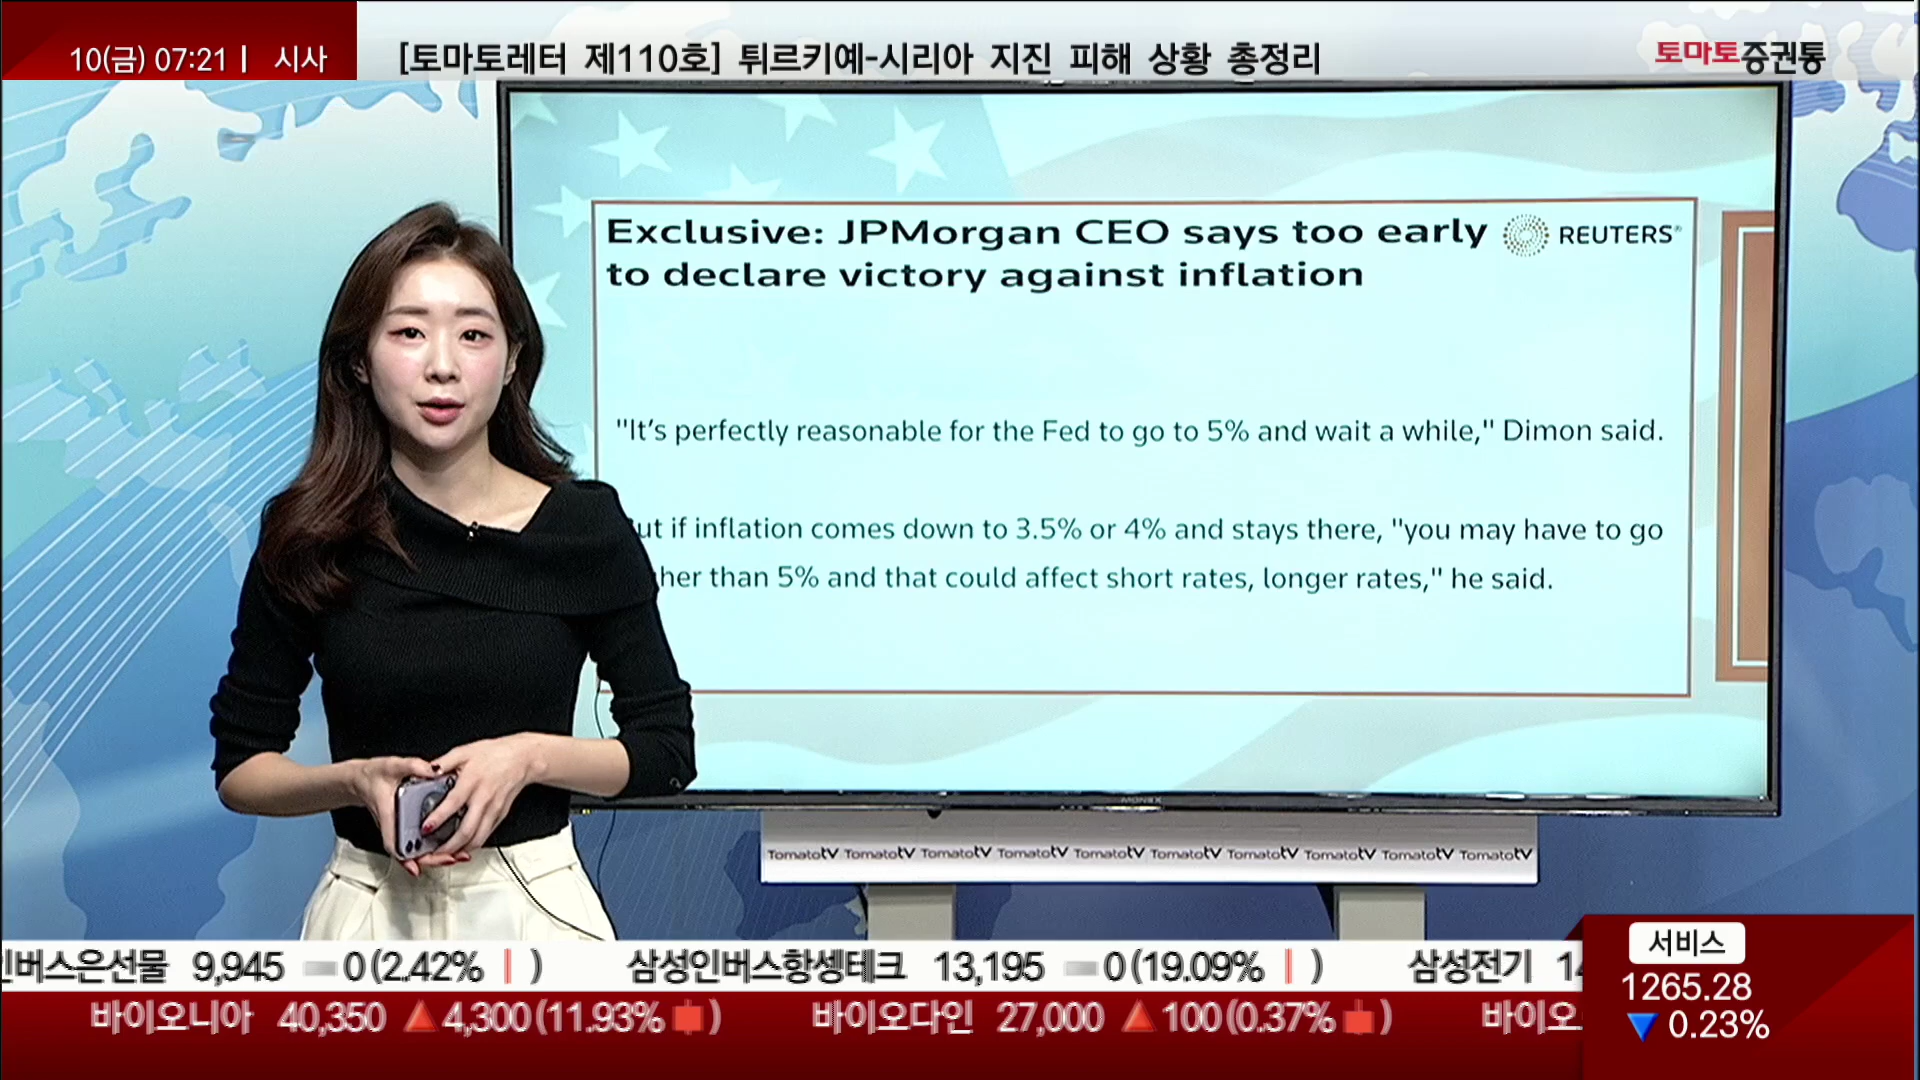 10(금) 07:21 | 시사
[토마토레터 제110호] 튀르키예-시리아 지진 피해 상황 총정리
토마토증권통
Exclusive: JPMorgan CEO says too early
to declare victory against inflation
REUTERS
"It's perfectly reasonable for the Fed to go to 5% and wait a while," Dimon said.
ut if inflation comes down to 3.5% or 4% and stays there, "you may have to go
her than 5% and that could affect short rates, longer rates," he said.
Tomatotv Tomatotv Tomatotv Tomatotv Tomatotv Tomatotv Tomatotv Tomatotv Tomatotv Tomatotv
인버스은선물 9,945 0(2.42% ) 삼성인버스항셍테크 13,195 0(19.09% ) 삼성전기 14
바이오니아 40,350 ▲4,300(11.93% ) 바이오다인 27,000 ▲100(0.37% ) 바이오
서비스
1265.28
▼ 0.23%